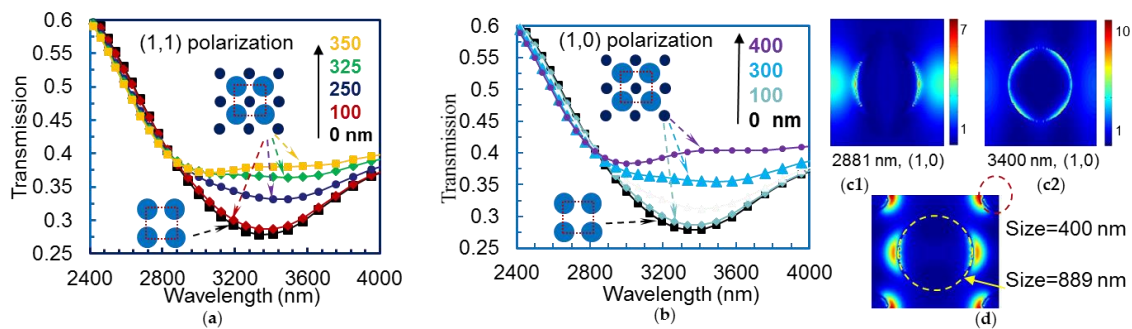 0.6
0.55
0.5
0.45
0.4
0.35
0.3
0.25
Transmission
(1,1) polarization
350
325
250
100
0 nm
2400
2800
3200
3600
4000
Wavelength (nm)
(a)
0.6
0.55
0.5
0.45
0.4
0.35
0.3
0.25
Transmission
(1,0) polarization
400
300
100
0 nm
2400
2800
3200
3600
4000
Wavelength (nm)
(b)
7
1
2881 nm, (1,0)
(c1)
10
1
3400 nm, (1,0)
(c2)
Size=400 nm
Size=889 nm
(d)